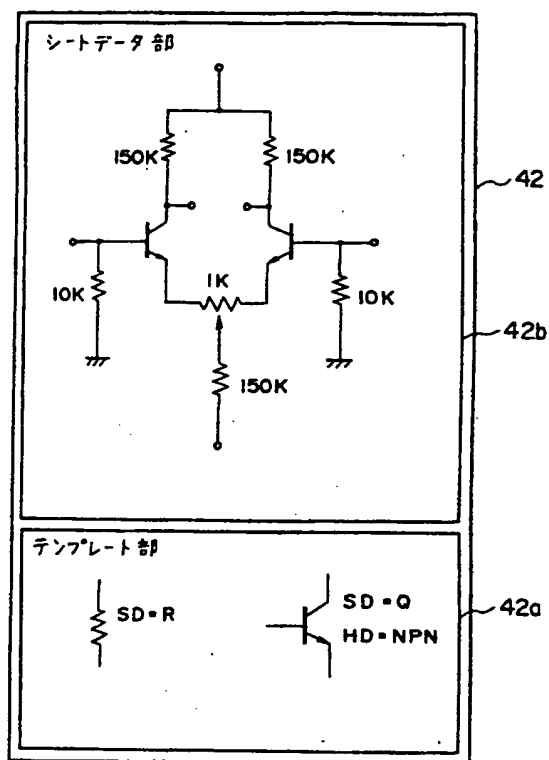 シートデータ部
150K
150K
42
1K
10K
10K
42b
150K
テンプレート部
SD=R
SD=Q
HD=NPN
42a